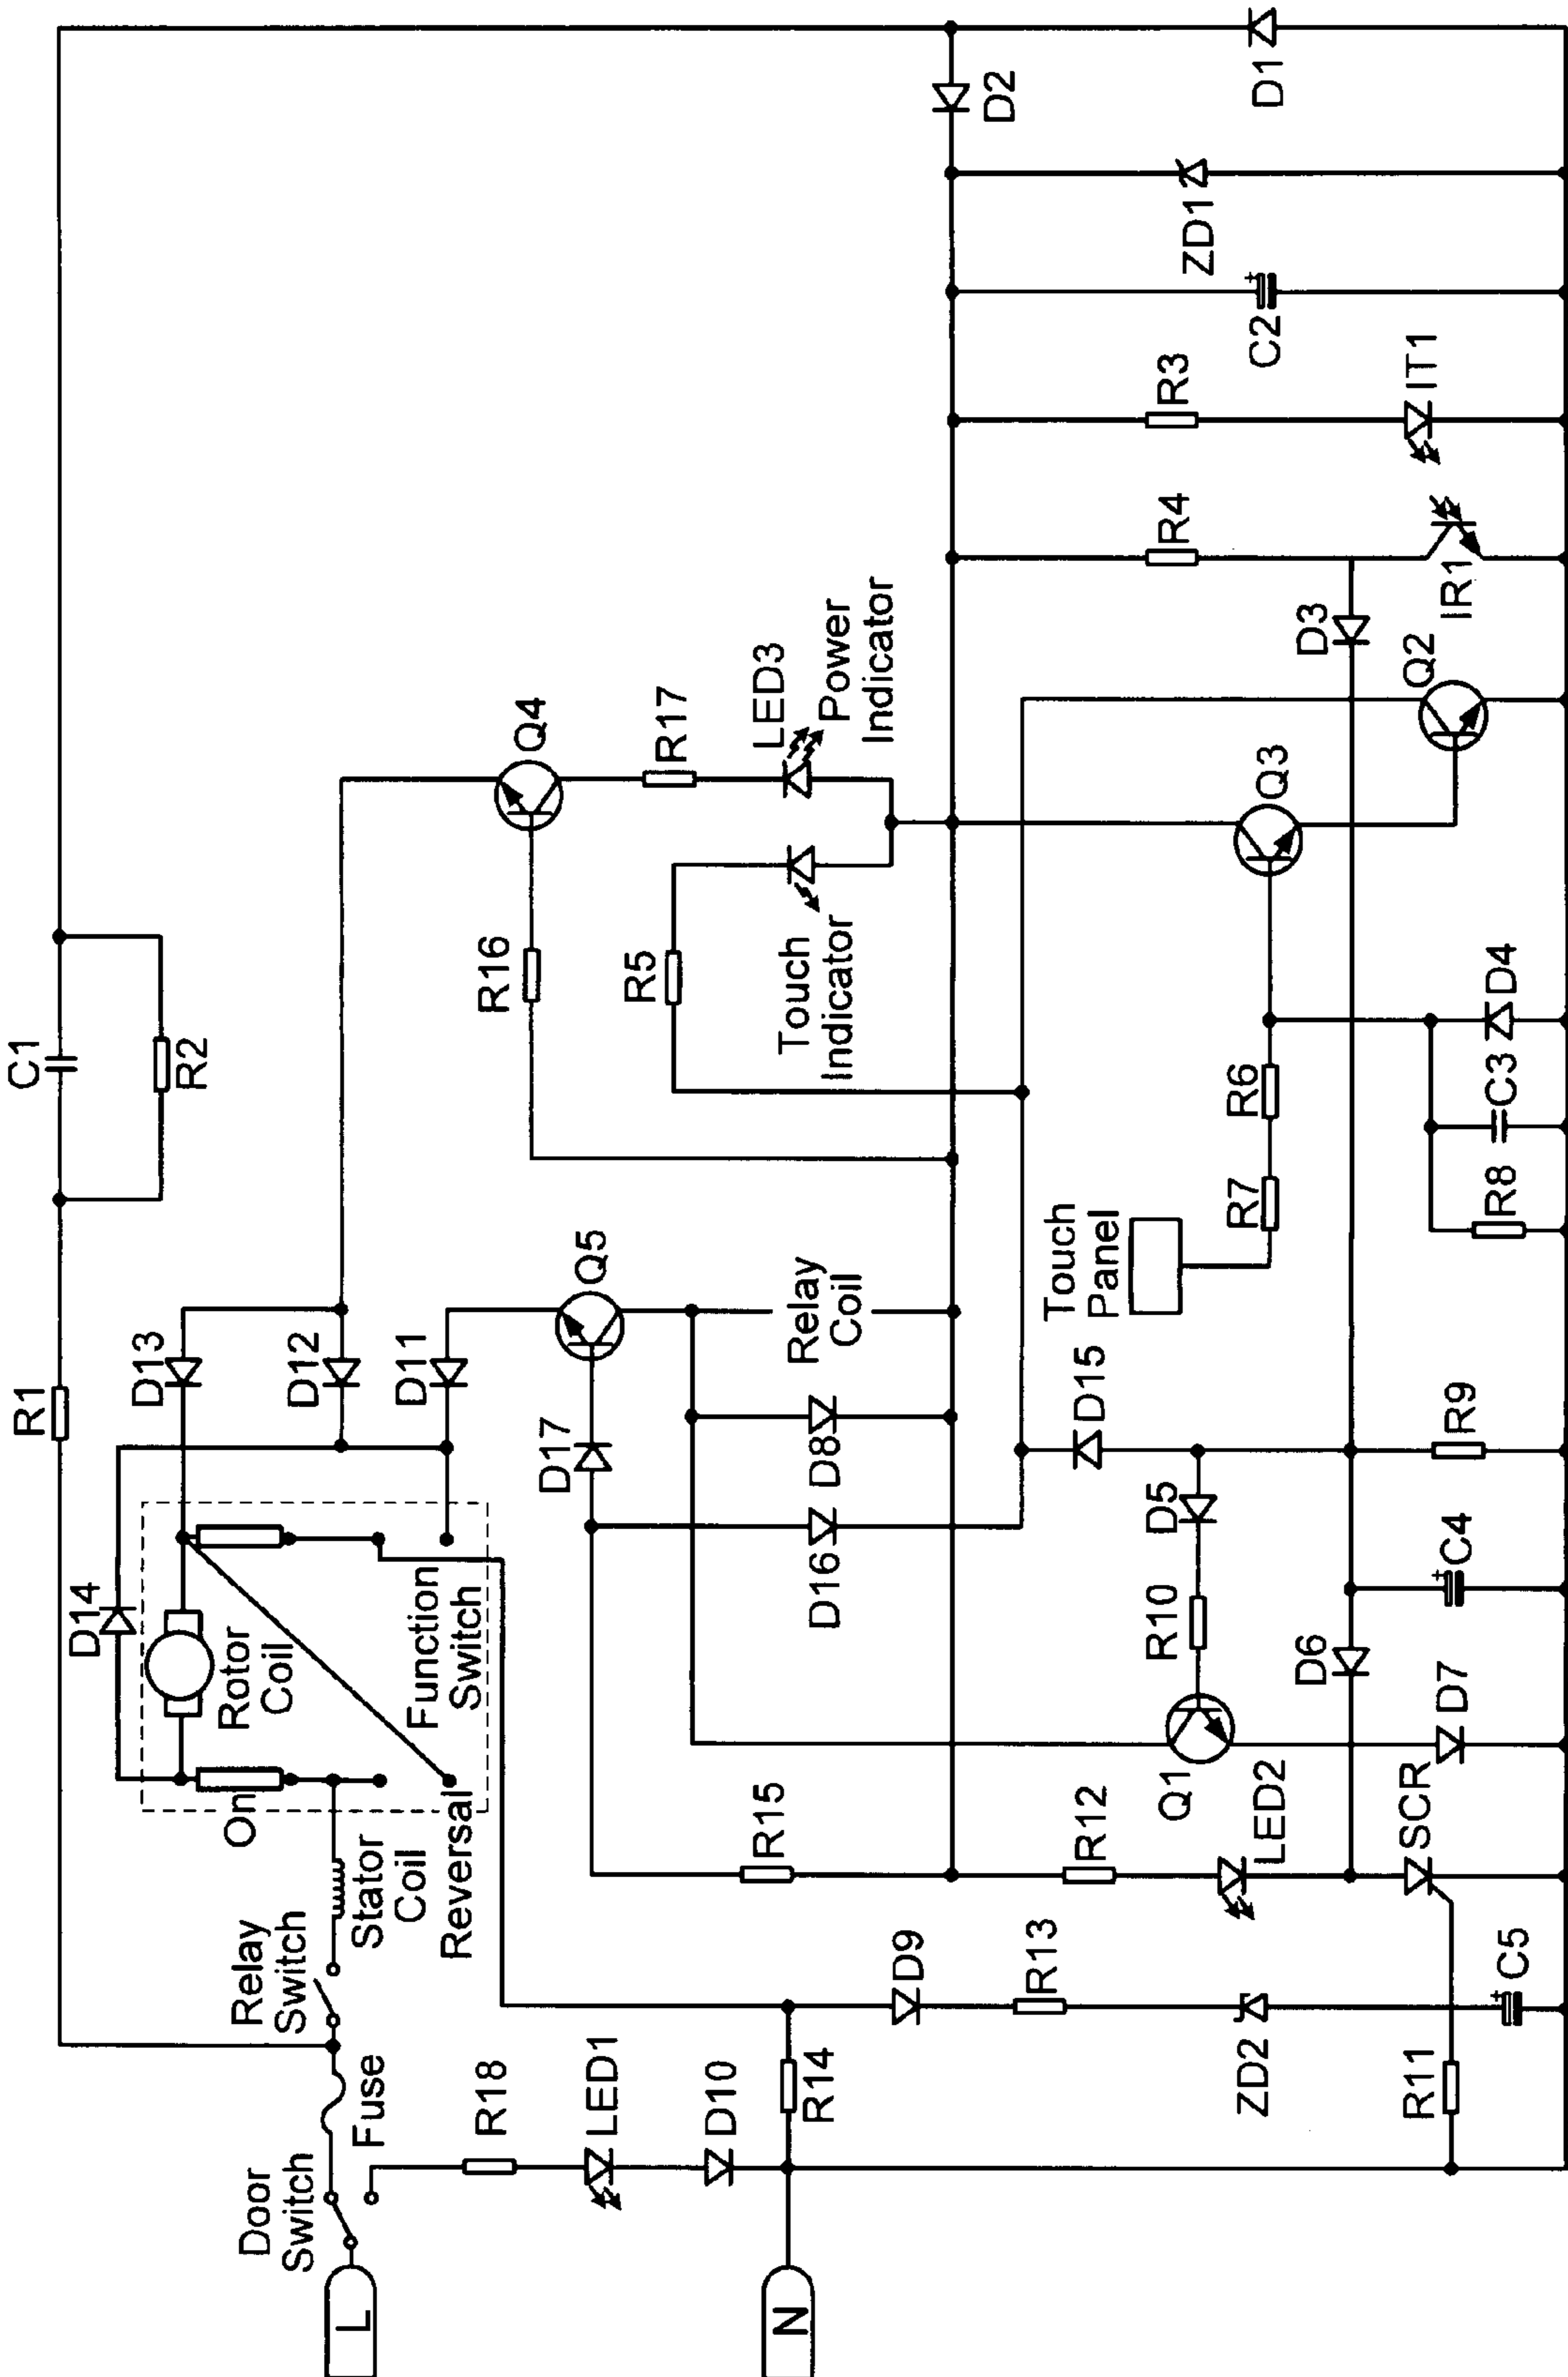 C1
R2
R1
D13
D12
D11
D14
Rotor
Coil
On
Function
Switch
Stator
Coil
Reversal
Relay
Switch
Fuse
Door
Switch
L
N
R18
LED1
D10
R14
D9
R13
ZD2
C5
R11
SCR
LED2
R12
R15
Q1
D7
D6
C4
R10
D5
D15
R9
D16
D8
D17
Q5
Relay
Coil
Touch
Panel
R7
R6
R8
C3
D4
R16
R5
Touch
Indicator
Q4
R17
LED3
Power
Indicator
Q3
Q2
D3
IR1
R4
R3
IT1
C2
ZD1
D2
D1
+
+
+